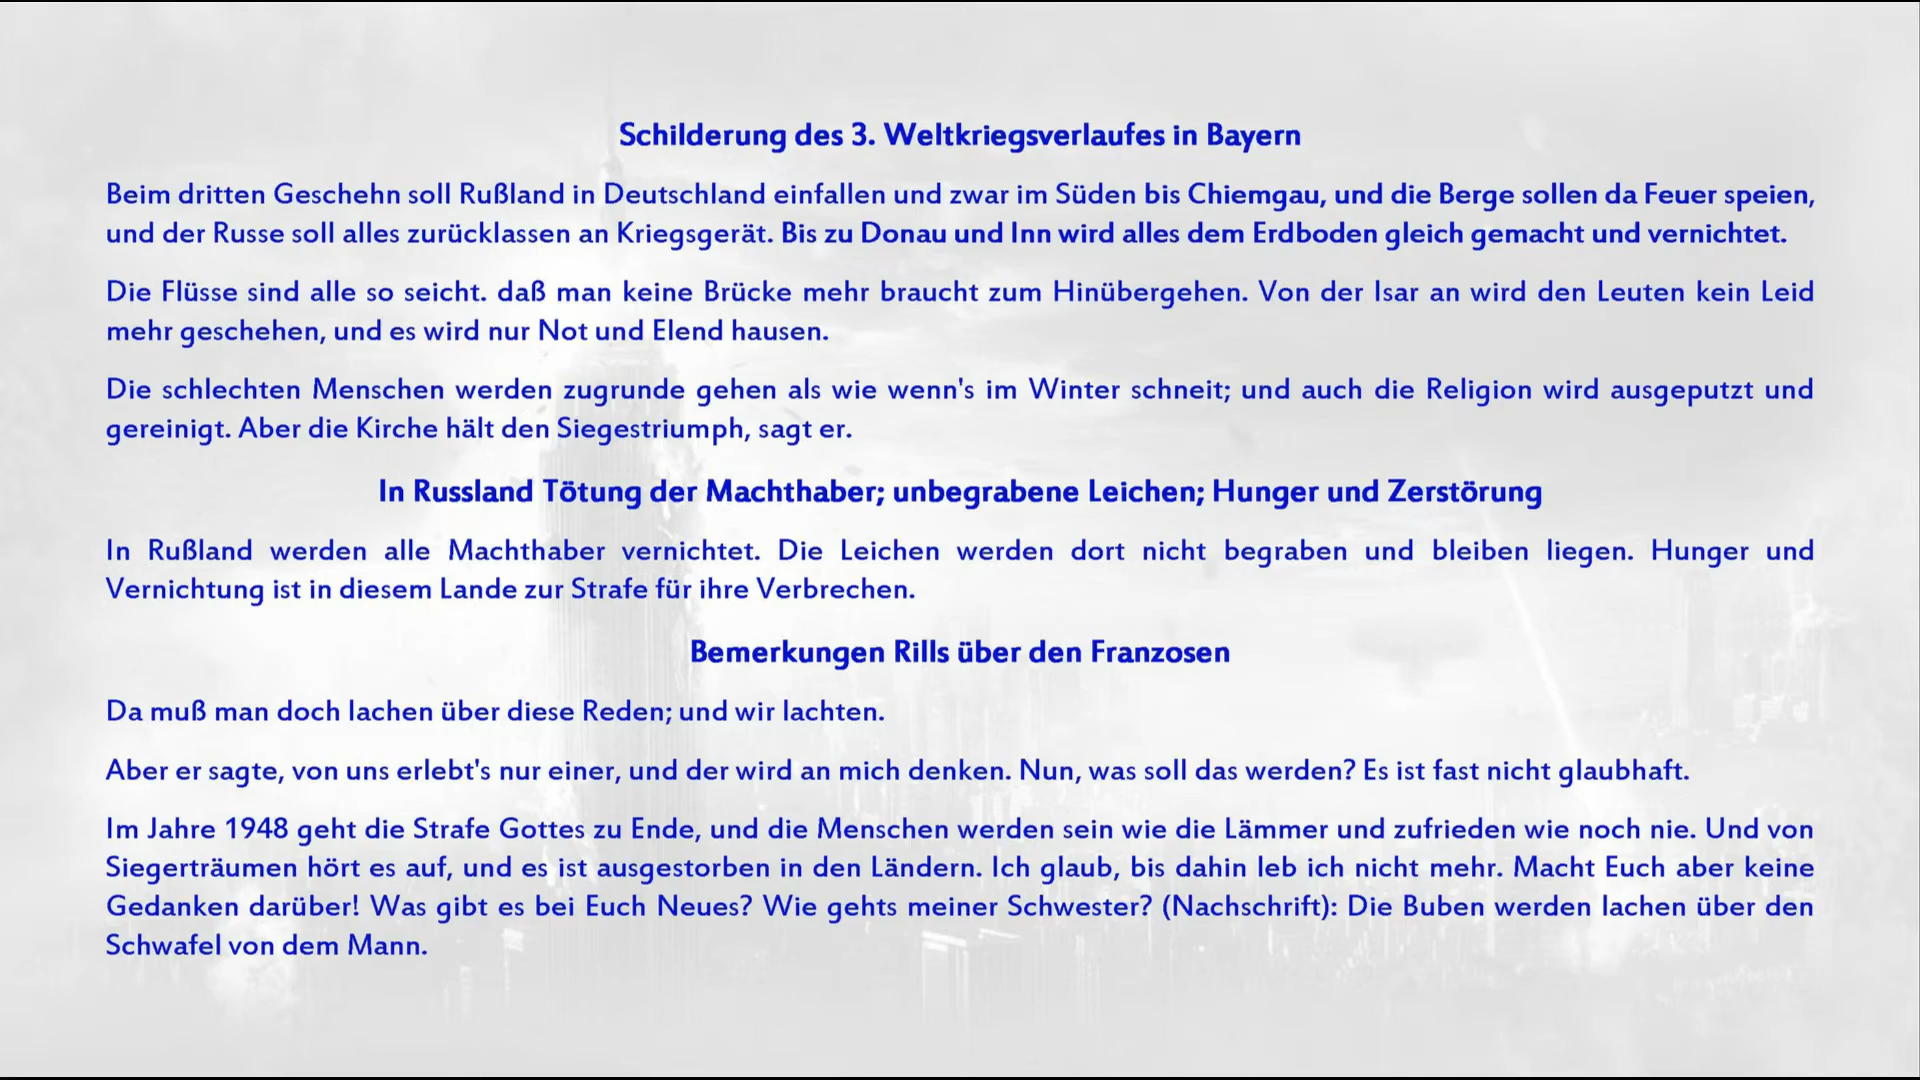 Schilderung des 3. Weltkriegsverlaufes in Bayern
Beim dritten Geschehn soll Rußland in Deutschland einfallen und zwar im Süden bis Chiemgau, und die Berge sollen da Feuer speien,
und der Russe soll alles zurücklassen an Kriegsgerät. Bis zu Donau und Inn wird alles dem Erdboden gleich gemacht und vernichtet.
Die Flüsse sind alle so seicht. daß man keine Brücke mehr braucht zum Hinübergehen. Von der Isar an wird den Leuten kein Leid
mehr geschehen, und es wird nur Not und Elend hausen.
Die schlechten Menschen werden zugrunde gehen als wie wenn's im Winter schneit; und auch die Religion wird ausgeputzt und
gereinigt. Aber die Kirche hält den Siegestriumph, sagt er.
In Russland Tötung der Machthaber; unbegrabene Leichen; Hunger und Zerstörung
In Rußland werden alle Machthaber vernichtet. Die Leichen werden dort nicht begraben und bleiben liegen. Hunger und
Vernichtung ist in diesem Lande zur Strafe für ihre Verbrechen.
Bemerkungen Rills über den Franzosen
Da muß man doch lachen über diese Reden; und wir lachten.
Aber er sagte, von uns erlebt's nur einer, und der wird an mich denken. Nun, was soll das werden? Es ist fast nicht glaubhaft.
Im Jahre 1948 geht die Strafe Gottes zu Ende, und die Menschen werden sein wie die Lämmer und zufrieden wie noch nie. Und von
Siegerträumen hört es auf, und es ist ausgestorben in den Ländern. Ich glaub, bis dahin leb ich nicht mehr. Macht Euch aber keine
Gedanken darüber! Was gibt es bei Euch Neues? Wie gehts meiner Schwester? (Nachschrift): Die Buben werden lachen über den
Schwafel von dem Mann.